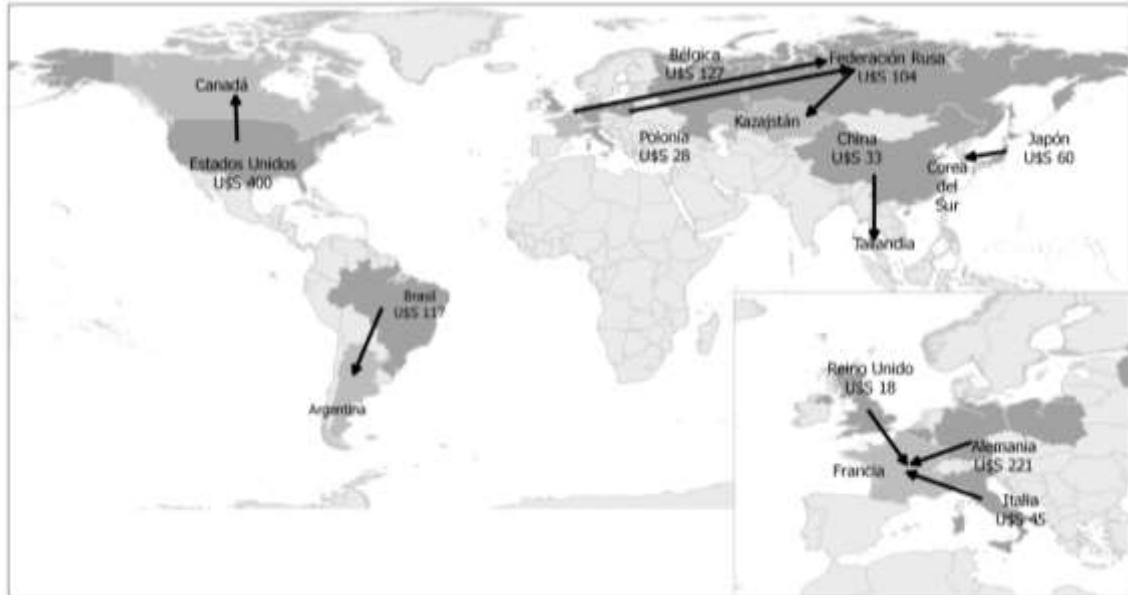 Canadá
Estados Unidos
U$S 400
Bélgica
U$S 127
Federación Rusa
U$S 104
Polonia
U$S 28
Kazajstán
China
U$S 33
Japón
U$S 60
Corea
del
Sur
Tailandia
Brasil
U$S 117
Argentina
Reino Unido
U$S 18
Alemania
U$S 221
Francia
Italia
U$S 45